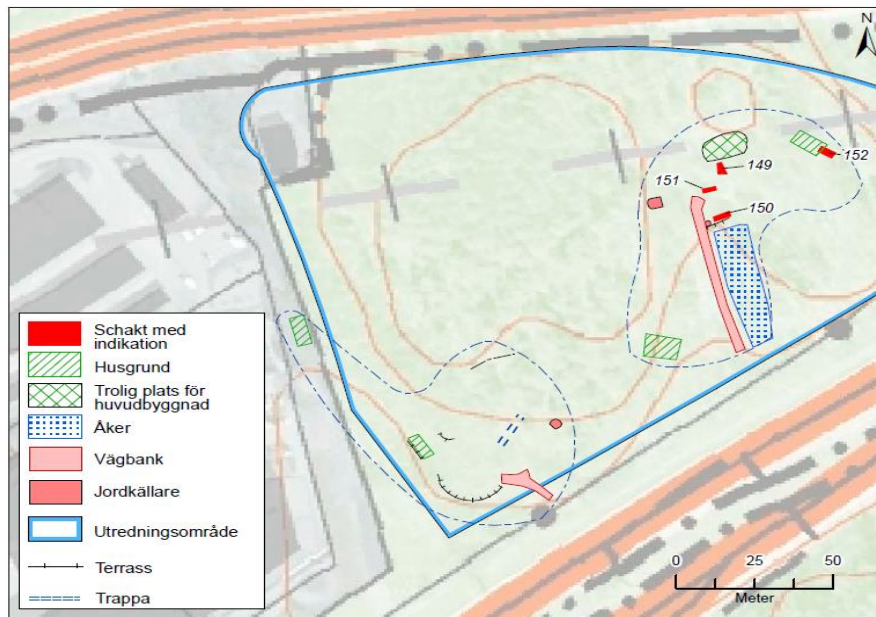 N
149
152
151
150
Schakt med
indikation
Husgrund
Trolig plats för
huvudbyggnad
Åker
Vägbank
Jordkällare
Utredningsområde
Terrass
Trappa
0 25 50
Meter